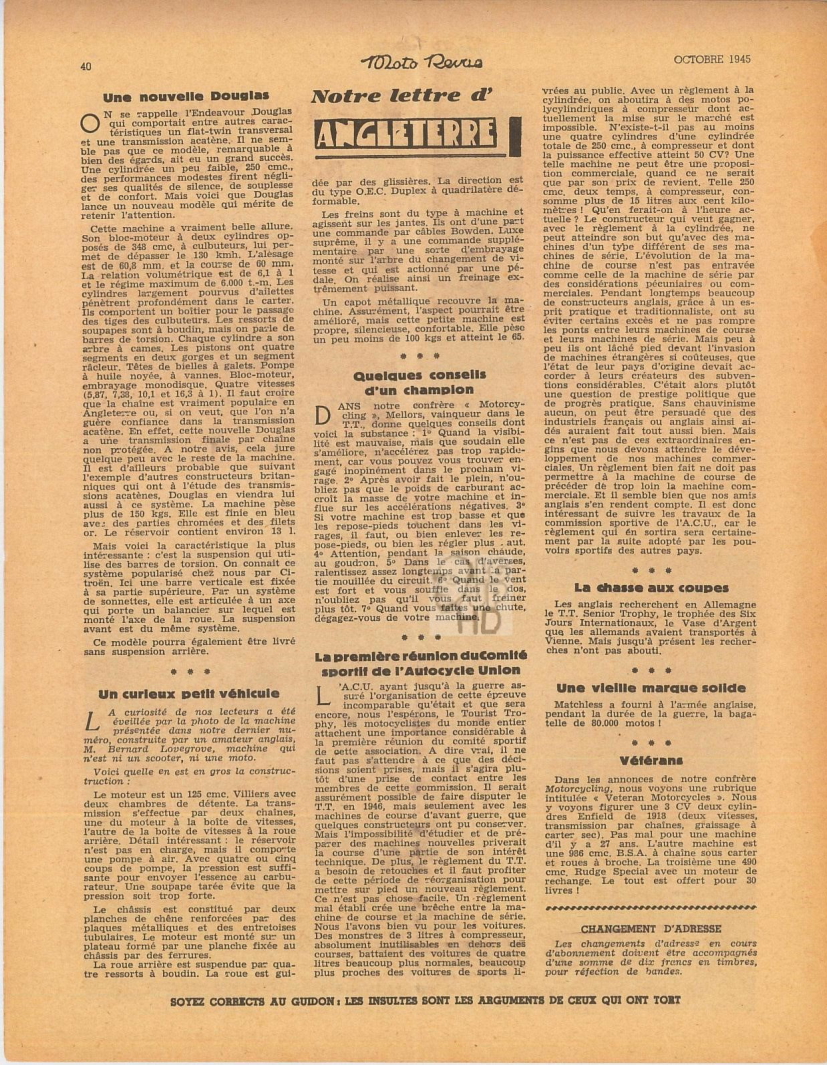 40
Moto Revue
OCTOBRE 1945
Une nouvelle Douglas
ON se rappelle l'Endeavour Douglas
qui comportait entre autres carac-
téristiques un flat-twin transversal
et une transmission acatène. Il ne sem-
ble pas que ce modèle, remarquable à
bien des égards, ait eu un grand succès.
Une cylindrée un peu faible, 250 cmc.,
des performances modestes firent négli-
ger ses qualités de silence, de souplesse
et de confort. Mais voici que Douglas
lance un nouveau modèle qui mérite de
retenir l'attention.
Cette machine a vraiment belle allure.
Son bloc-moteur à deux cylindres op-
posés de 348 cmc, à culbuteurs, lui per-
met de dépasser le 130 kmh. L'alésage
est de 60,8 mm. et la course de 60 mm.
La relation volumétrique est de 6,1 à 1
et le régime maximum de 6.000 t.-m. Les
cylindres largement pourvus d'ailettes
pénètrent profondément dans le carter.
Ils comportent un boîtier pour le passage
des tiges des culbuteurs. Les ressorts de
soupapes sont à boudin, mais on parle de
barres de torsion. Chaque cylindre a son
arbre à cames. Les pistons ont quatre
segments en deux gorges et un segment
râcleur. Têtes de bielles à galets. Pompe
à huile noyée, à vannes. Bloc-moteur,
embrayage monodisque. Quatre vitesses
(5,87, 7,28, 10,1 et 16,3 à 1). Il faut croire
que la chaîne est vraiment populaire en
Angleterre ou, si on veut, que l'on n'a
guère confiance dans la transmission
acatène. En effet, cette nouvelle Douglas
a une transmission finale par chaîne
non protégée. A notre avis, cela jure
quelque peu avec le reste de la machine.
Il est d'ailleurs probable que suivant
l'exemple d'autres constructeurs britan-
niques qui ont à l'étude des transmis-
sions acatènes, Douglas en viendra lui
aussi à ce système. La machine pèse
plus de 150 kgs. Elle est finie en bleu
avec des parties chromées et des filets
or. Le réservoir contient environ 13 l.
Mais voici la caractéristique la plus
intéressante : c'est la suspension qui uti-
lise des barres de torsion. On connaît ce
système popularisé chez nous par Ci-
troën. Ici une barre verticale est fixée
à sa partie supérieure. Par un système
de sonnettes, elle est articulée à un axe
qui porte un balancier sur lequel est
monté l'axe de la roue. La suspension
avant est du même système.
Ce modèle pourra également être livré
sans suspension arrière.
* * *
Un curieux petit véhicule
LA curiosité de nos lecteurs a été
éveillée par la photo de la machine
présentée dans notre dernier nu-
méro, construite par un amateur anglais,
M. Bernard Lovegrove, machine qui
n'est ni un scooter, ni une moto.
Voici quelle en est en gros la construc-
truction :
Le moteur est un 125 cmc. Villiers avec
deux chambres de détente. La trans-
mission s'effectue par deux chaînes,
une du moteur à la boîte de vitesses,
l'autre de la boîte de vitesses à la roue
arrière. Détail intéressant : le réservoir
n'est pas en charge, mais il comporte
une pompe à air. Avec quatre ou cinq
coups de pompe, la pression est suffi-
sante pour envoyer l'essence au carbu-
rateur. Une soupape tarée évite que la
pression soit trop forte.
Le châssis est constitué par deux
planches de chêne renforcées par des
plaques métalliques et des entretoises
tubulaires. Le moteur est monté sur un
plateau formé par une planche fixée au
châssis par des ferrures.
La roue arrière est suspendue par qua-
tre ressorts à boudin. La roue est gui-
Notre lettre d'
ANGLETERRE
dée par des glissières. La direction est
du type O.E.C. Duplex à quadrilatère dé-
formable.
Les freins sont du type à machine et
agissent sur les jantes. Ils ont d'une part
une commande par câbles Bowden. Luxe
suprême, il y a une commande supplé-
mentaire par une sorte d'embrayage
monté sur l'arbre du changement de vi-
tesse et qui est actionné par une pé-
dale. On réalise ainsi un freinage ex-
trêmement puissant.
Un capot métallique recouvre la ma-
chine. Assurément, l'aspect pourrait être
amélioré, mais cette petite machine est
propre, silencieuse, confortable. Elle pèse
un peu moins de 100 kgs et atteint le 65.
* * *
Quelques conseils
d'un champion
DANS notre confrère « Motorcy-
cling », Mellors, vainqueur dans le
T.T., donne quelques conseils dont
voici la substance : 1° Quand la visibi-
lité est mauvaise, mais que soudain elle
s'améliore, n'accélérez pas trop rapide-
ment, car vous pouvez vous trouver en-
gagé inopinément dans le prochain vi-
rage. 2° Après avoir fait le plein, n'ou-
bliez pas que le poids de carburant ac-
croît la masse de votre machine et in-
flue sur les accélérations négatives. 3°
Si votre machine est trop basse et que
les repose-pieds touchent dans les vi-
rages, il faut, ou bien enlever les re-
pose-pieds, ou bien les régler plus aut.
4° Attention, pendant la saison chaude,
au goudron. 5° Dans le cas d'averses,
ralentissez assez longtemps avant la par-
tie mouillée du circuit. 6° Quand le vent
est fort et vous souffle dans le dos,
n'oubliez pas qu'il vous faut freiner
plus tôt. 7° Quand vous faites une chute,
dégagez-vous de votre machine.
* * *
La première réunion du Comité
sportif de l'Autocycle Union
L'A.C.U. ayant jusqu'à la guerre as-
suré l'organisation de cette épreuve
incomparable qu'était et que sera
encore, nous l'espérons, le Tourist Tro-
phy, les motocyclistes du monde entier
attachent une importance considérable à
la première réunion du comité sportif
de cette association. A dire vrai, il ne
faut pas s'attendre à ce que des déci-
sions soient prises, mais il s'agira plu-
tôt d'une prise de contact entre les
membres de cette commission. Il serait
assurément possible de faire disputer le
T.T. en 1946, mais seulement avec les
machines de course d'avant guerre, que
quelques constructeurs ont pu conserver.
Mais l'impossibilité d'étudier et de pré-
parer des machines nouvelles priverait
la course d'une partie de son intérêt
technique. De plus, le règlement du T.T.
a besoin de retouches et il faut profiter
de cette période de réorganisation pour
mettre sur pied un nouveau règlement.
Ce n'est pas chose facile. Un règlement
mal établi crée une brèche entre la ma-
chine de course et la machine de série.
Nous l'avons bien vu pour les voitures.
Des monstres de 3 litres à compresseur,
absolument inutilisables en dehors des
courses, battaient des voitures de quatre
litres beaucoup plus normales, beaucoup
plus proches des voitures de sports li-
vrées au public. Avec un règlement à la
cylindrée, on aboutira à des motos po-
lycylindriques à compresseur dont ac-
tuellement la mise sur le marché est
impossible. N'existe-t-il pas au moins
une quatre cylindres d'une cylindrée
totale de 250 cmc., à compresseur et dont
la puissance effective atteint 50 CV? Une
telle machine ne peut être une proposi-
tion commerciale, quand ce ne serait
que par son prix de revient. Telle 250
cmc. deux temps, à compresseur, con-
somme plus de 15 litres aux cent kilo-
mètres ! Qu'en ferait-on à l'heure ac-
tuelle ? Le constructeur qui veut gagner,
avec le règlement à la cylindrée, ne
peut atteindre son but qu'avec des ma-
chines d'un type différent de ses ma-
chines de série. L'évolution de la ma-
chine de course n'est pas entravée
comme celle de la machine de série par
des considérations pécuniaires ou com-
merciales. Pendant longtemps beaucoup
de constructeurs anglais, grâce à un es-
prit pratique et traditionnaliste, ont su
éviter certains excès et ne pas rompre
les ponts entre leurs machines de course
et leurs machines de série. Mais peu à
peu ils ont lâché pied devant l'invasion
de machines étrangères si coûteuses, que
l'état de leur pays d'origine devait ac-
corder à leurs créateurs des subven-
tions considérables. C'était alors plutôt
une question de prestige politique que
de progrès pratique. Sans chauvinisme
aucun, on peut être persuadé que des
industriels français ou anglais ainsi ai-
dés auraient fait tout aussi bien. Mais
ce n'est pas de ces extraordinaires en-
gins que nous devons attendre le déve-
loppement de nos machines commer-
ciales. Un règlement bien fait ne doit pas
permettre à la machine de course de
précéder de trop loin la machine com-
merciale. Et il semble bien que nos amis
anglais s'en rendent compte. Il est donc
intéressant de suivre les travaux de la
commission sportive de l'A.C.U., car le
règlement qui en sortira sera certaine-
ment par la suite adopté par les pou-
voirs sportifs des autres pays.
* * *
La chasse aux coupes
Les anglais recherchent en Allemagne
le T.T. Senior Trophy, le trophée des Six
Jours Internationaux, le Vase d'Argent
que les allemands avaient transportés à
Vienne. Mais jusqu'à présent les recher-
ches n'ont pas abouti.
* * *
Une vieille marque solide
Matchless a fourni à l'armée anglaise,
pendant la durée de la guerre, la baga-
telle de 80.000 motos !
* * *
Vétérans
Dans les annonces de notre confrère
Motorcycling, nous voyons une rubrique
intitulée « Veteran Motorcycles ». Nous
y voyons figurer une 3 CV deux cylin-
dres Enfield de 1918 (deux vitesses,
transmission par chaînes, graissage à
carter sec). Pas mal pour une machine
d'il y a 27 ans. L'autre machine est
une 986 cmc. B.S.A. à chaîne sous carter
et roues à broche. La troisième une 490
cmc. Rudge Special avec un moteur de
rechange. Le tout est offert pour 30
livres !
CHANGEMENT D'ADRESSE
Les changements d'adresse en cours
d'abonnement doivent être accompagnés
d'une somme de dix francs en timbres,
pour réfection de bandes.
SOYEZ CORRECTS AU GUIDON : LES INSULTES SONT LES ARGUMENTS DE CEUX QUI ONT TORT